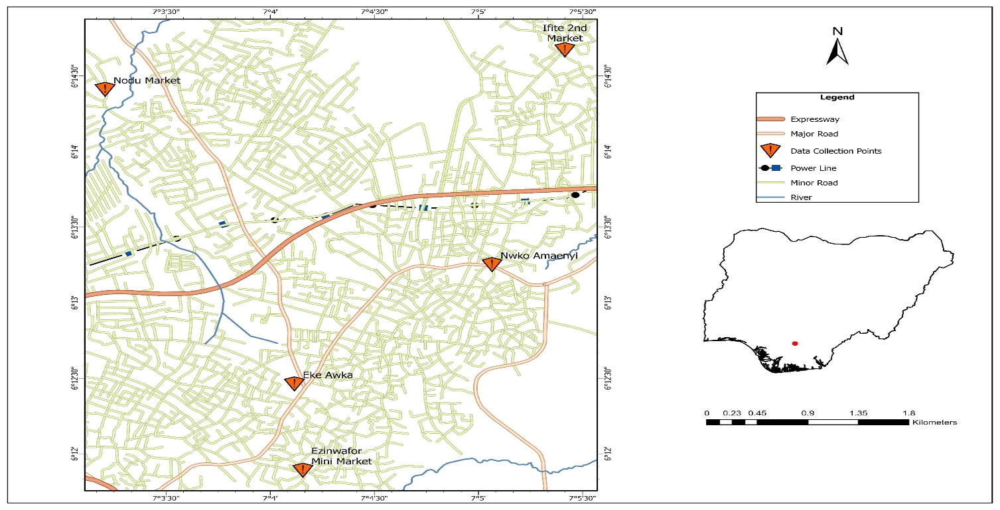 7°3'30" 7°4' 7°4'30" 7°5' 7°5'30"
Ifite 2nd
Market
N
6°14'30" 6°14'30"
Nodu Market
Legend
Expressway
Major Road
Data Collection Points
Power Line
Minor Road
River
6°14' 6°14'
6°13'30" 6°13'30"
Nwko Amaenyi
6°13' 6°13'
6°12'30" 6°12'30"
Eke Awka
0 0.23 0.45 0.9 1.35 1.8
Kilometers
6°12' 6°12'
Ezinwafor
Mini Market
7°3'30" 7°4' 7°4'30" 7°5' 7°5'30"